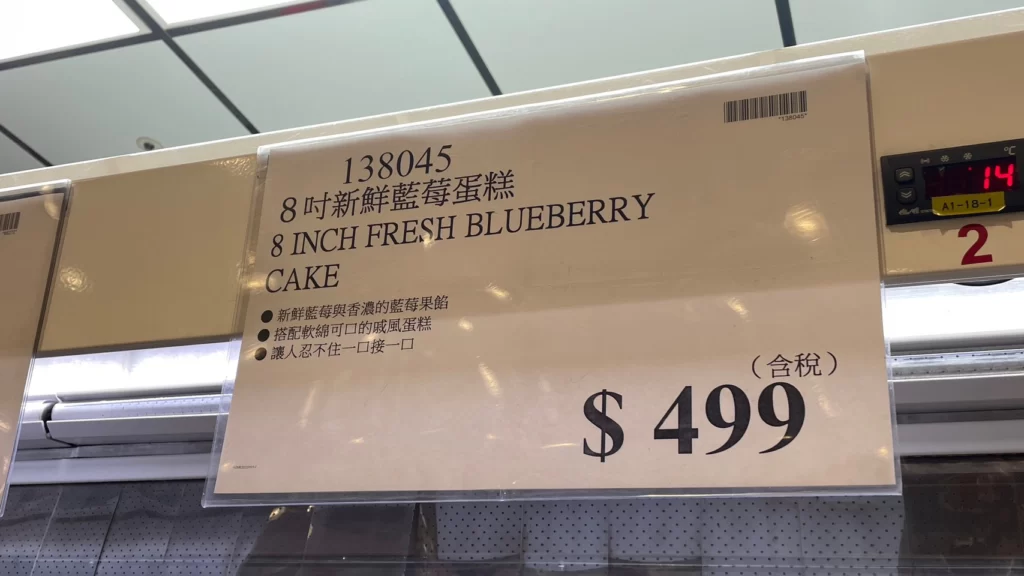 "138045"
138045
8吋新鮮藍莓蛋糕
8 INCH FRESH BLUEBERRY
CAKE
● 新鮮藍莓與香濃的藍莓果餡
● 搭配軟綿可口的戚風蛋糕
● 讓人忍不住一口接一口
（含稅）
$ 499
°C
14
A1-18-1
2